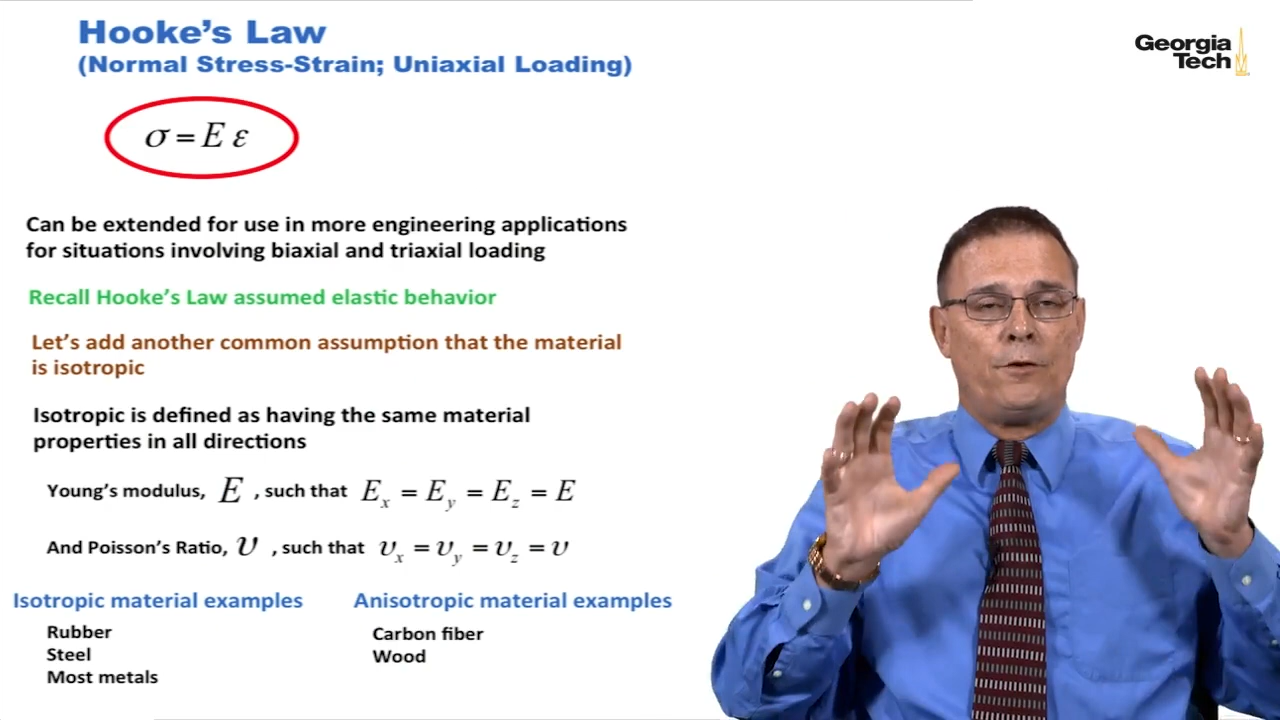 Hooke's Law
(Normal Stress-Strain; Uniaxial Loading)
Georgia
Tech
σ = E ε
Can be extended for use in more engineering applications
for situations involving biaxial and triaxial loading
Recall Hooke's Law assumed elastic behavior
Let's add another common assumption that the material
is isotropic
Isotropic is defined as having the same material
properties in all directions
Young's modulus, E , such that E_x = E_y = E_z = E
And Poisson's Ratio, υ , such that υ_x = υ_y = υ_z = υ
Isotropic material examples
Rubber
Steel
Most metals
Anisotropic material examples
Carbon fiber
Wood